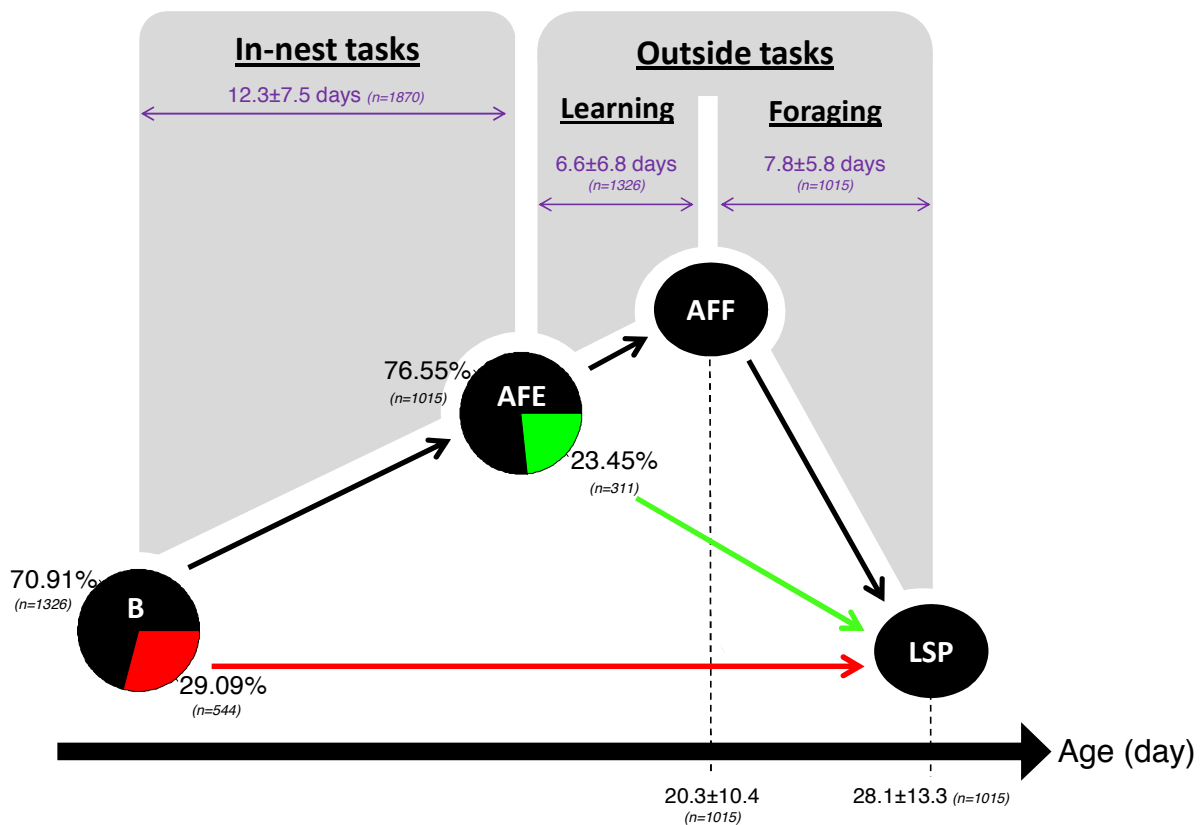 In-nest tasks
12.3±7.5 days (n=1870)
Outside tasks
Learning
6.6±6.8 days
(n=1326)
Foraging
7.8±5.8 days
(n=1015)
AFF
76.55%
(n=1015)
AFE
23.45%
(n=311)
70.91%
(n=1326)
B
29.09%
(n=544)
LSP
Age (day)
20.3±10.4
(n=1015)
28.1±13.3 (n=1015)